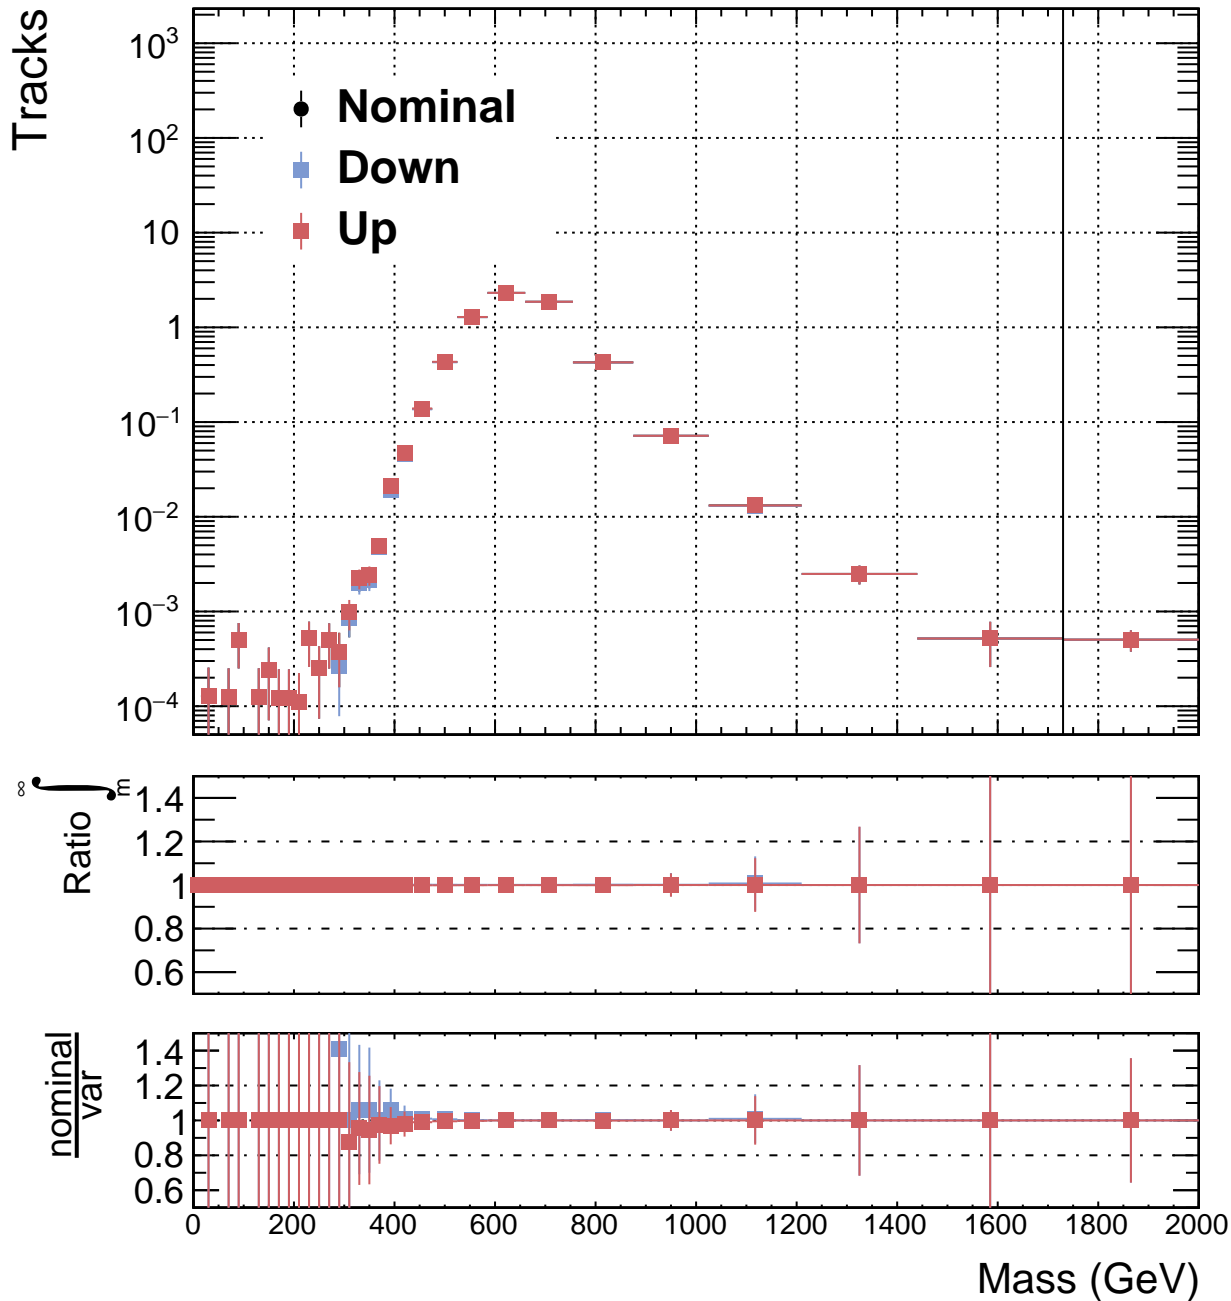 Tracks
10³
10²
10
1
10⁻¹
10⁻²
10⁻³
10⁻⁴
Nominal
Down
Up
Ratio ∫ₘ^∞
1.4
1.2
1
0.8
0.6
nominal
var
1.4
1.2
1
0.8
0.6
0 200 400 600 800 1000 1200 1400 1600 1800 2000
Mass (GeV)